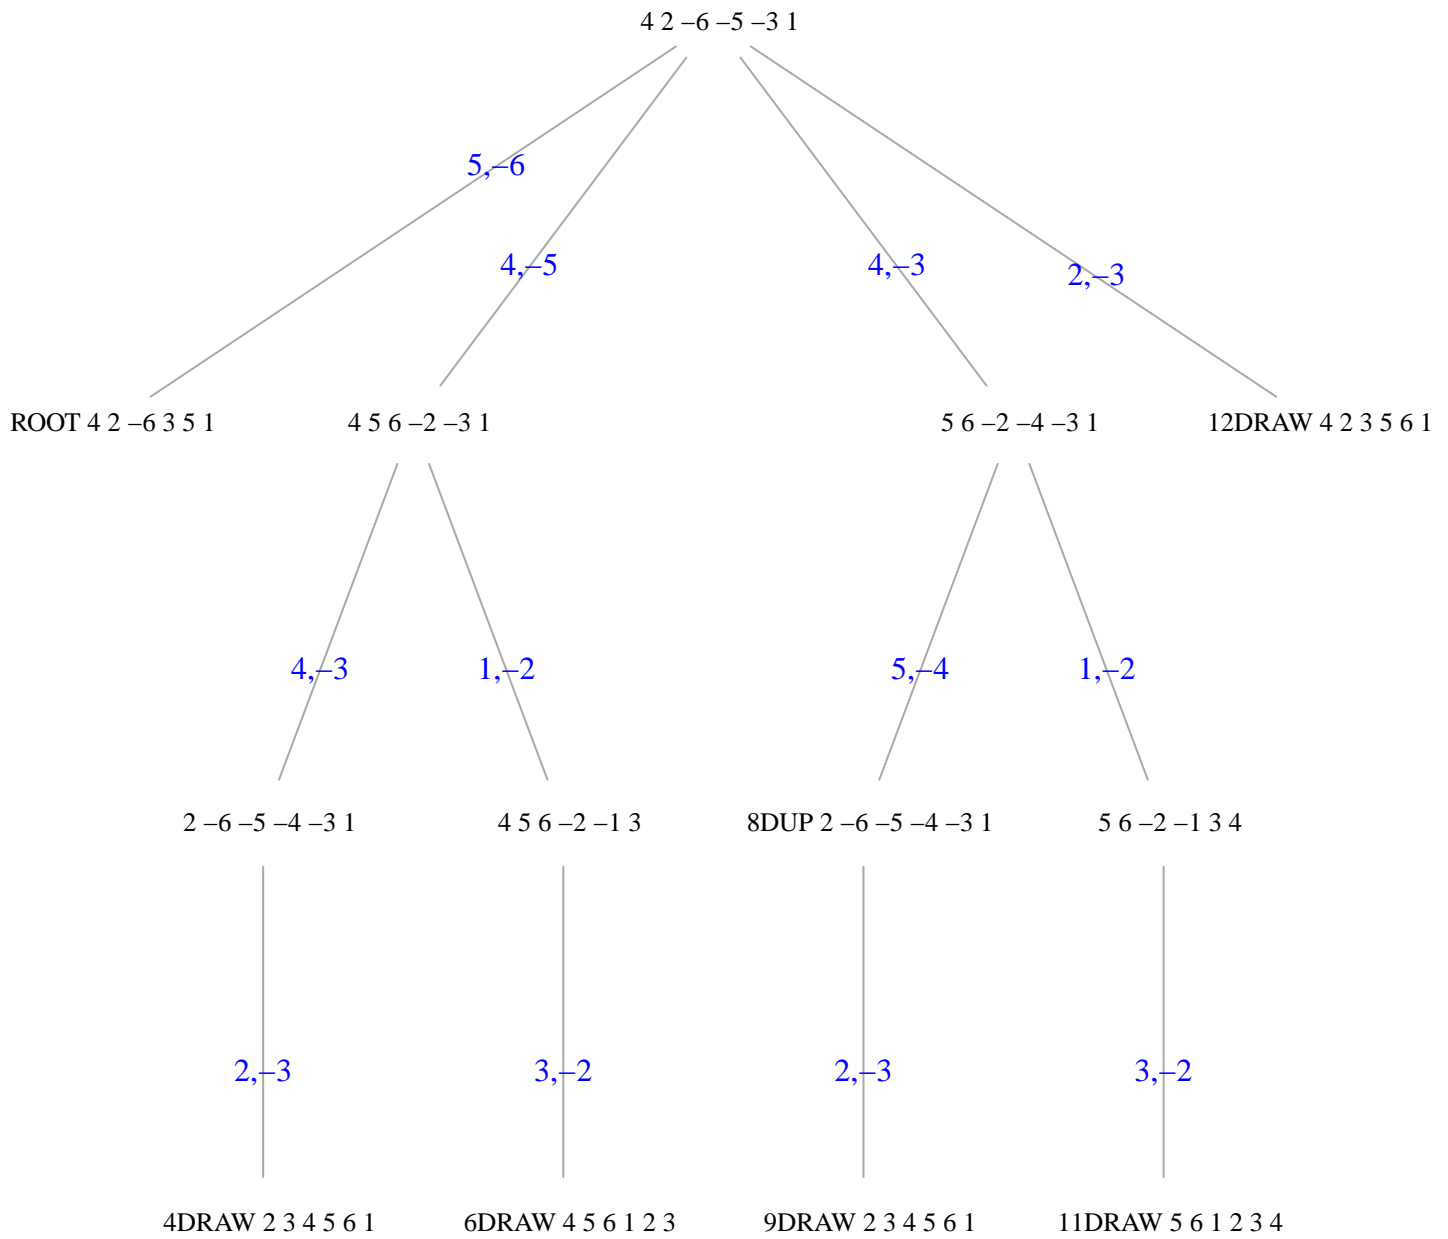 4 2 –6 –5 –3 1
5,–6
4,–5
4,–3
2,–3
ROOT 4 2 –6 3 5 1
4 5 6 –2 –3 1
5 6 –2 –4 –3 1
12DRAW 4 2 3 5 6 1
4,–3
1,–2
5,–4
1,–2
2 –6 –5 –4 –3 1
4 5 6 –2 –1 3
8DUP 2 –6 –5 –4 –3 1
5 6 –2 –1 3 4
2,–3
3,–2
2,–3
3,–2
4DRAW 2 3 4 5 6 1
6DRAW 4 5 6 1 2 3
9DRAW 2 3 4 5 6 1
11DRAW 5 6 1 2 3 4